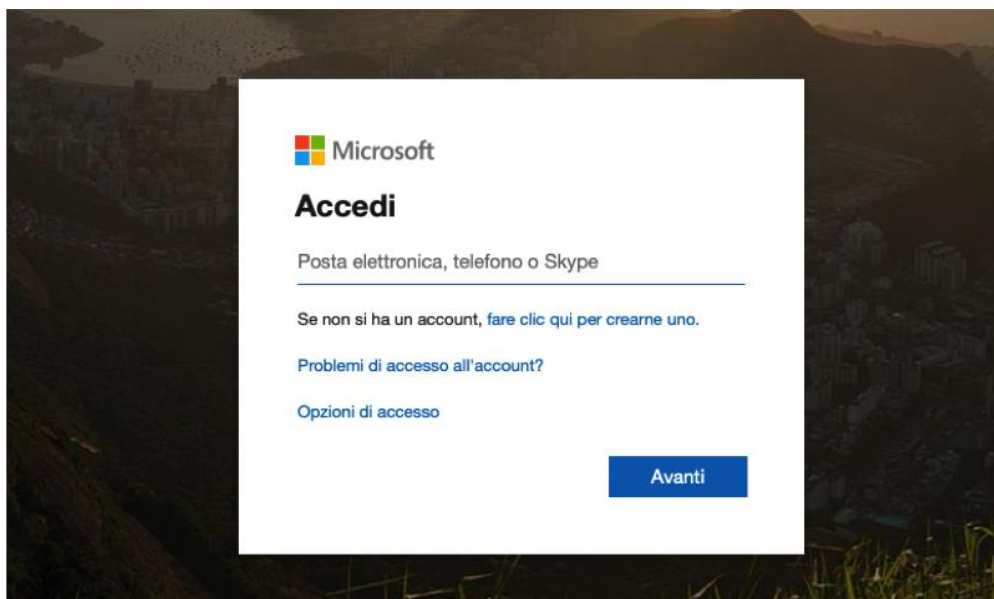 Microsoft
Accedi
Posta elettronica, telefono o Skype
Se non si ha un account, fare clic qui per crearne uno.
Problemi di accesso all'account?
Opzioni di accesso
Avanti